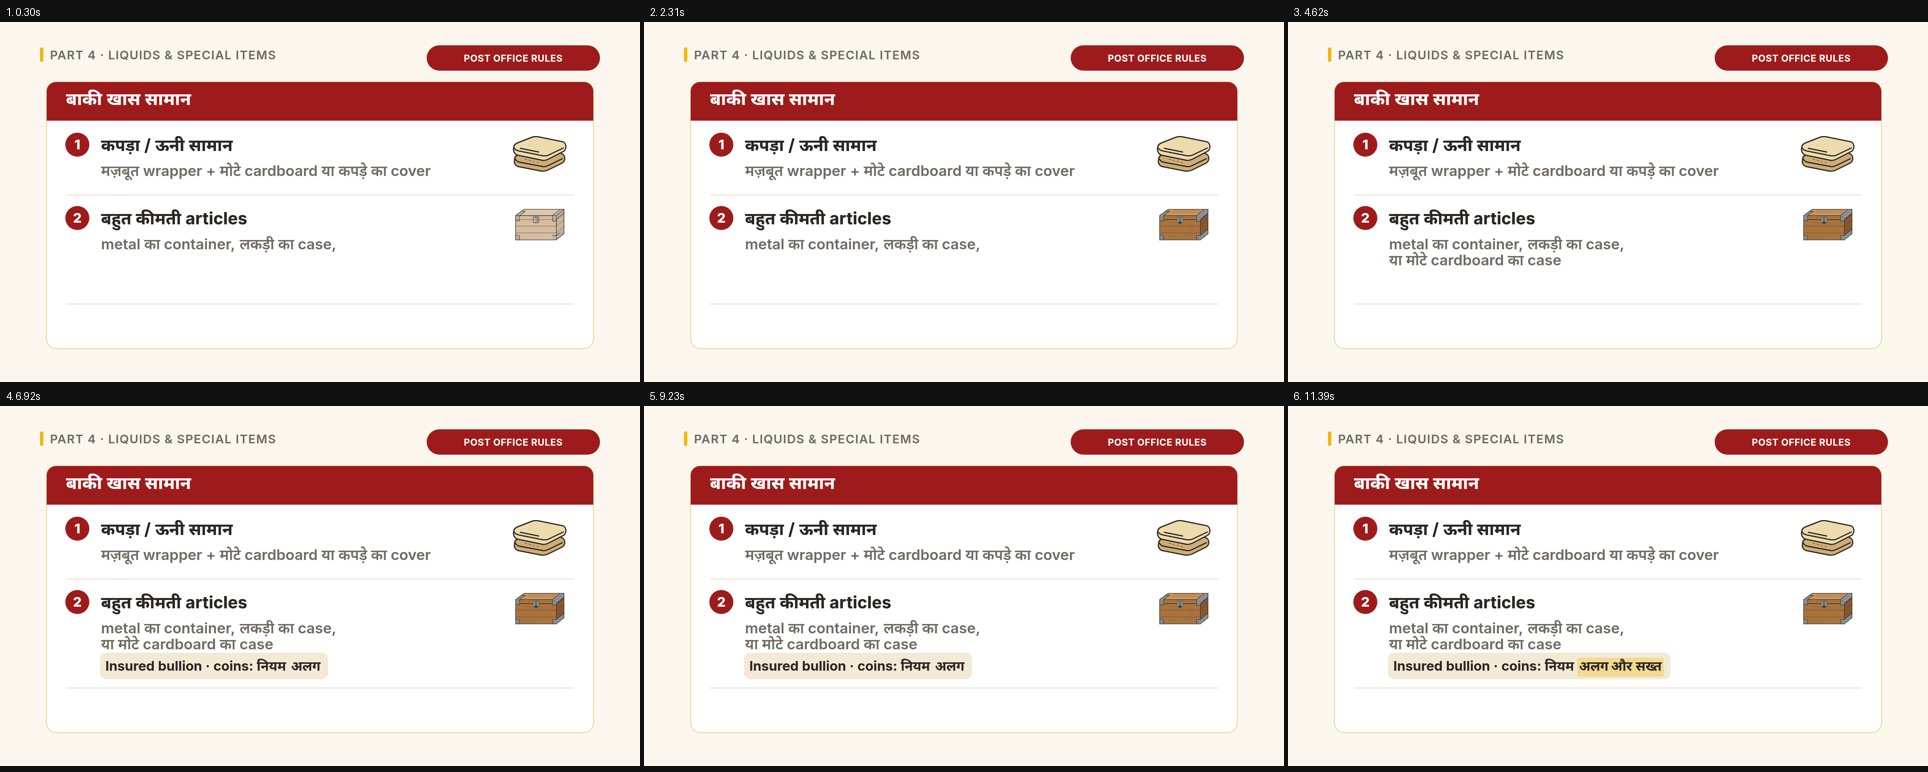 1. 0.30s
PART 4 · LIQUIDS & SPECIAL ITEMS
POST OFFICE RULES
बाकी खास सामान
1
कपड़ा / ऊनी सामान
मज़बूत wrapper + मोटे cardboard या कपड़े का cover
2
बहुत कीमती articles
metal का container, लकड़ी का case,
2. 2.31s
PART 4 · LIQUIDS & SPECIAL ITEMS
POST OFFICE RULES
बाकी खास सामान
1
कपड़ा / ऊनी सामान
मज़बूत wrapper + मोटे cardboard या कपड़े का cover
2
बहुत कीमती articles
metal का container, लकड़ी का case,
3. 4.62s
PART 4 · LIQUIDS & SPECIAL ITEMS
POST OFFICE RULES
बाकी खास सामान
1
कपड़ा / ऊनी सामान
मज़बूत wrapper + मोटे cardboard या कपड़े का cover
2
बहुत कीमती articles
metal का container, लकड़ी का case,
या मोटे cardboard का case
4. 6.92s
PART 4 · LIQUIDS & SPECIAL ITEMS
POST OFFICE RULES
बाकी खास सामान
1
कपड़ा / ऊनी सामान
मज़बूत wrapper + मोटे cardboard या कपड़े का cover
2
बहुत कीमती articles
metal का container, लकड़ी का case,
या मोटे cardboard का case
Insured bullion · coins: नियम अलग
5. 9.23s
PART 4 · LIQUIDS & SPECIAL ITEMS
POST OFFICE RULES
बाकी खास सामान
1
कपड़ा / ऊनी सामान
मज़बूत wrapper + मोटे cardboard या कपड़े का cover
2
बहुत कीमती articles
metal का container, लकड़ी का case,
या मोटे cardboard का case
Insured bullion · coins: नियम अलग
6. 11.39s
PART 4 · LIQUIDS & SPECIAL ITEMS
POST OFFICE RULES
बाकी खास सामान
1
कपड़ा / ऊनी सामान
मज़बूत wrapper + मोटे cardboard या कपड़े का cover
2
बहुत कीमती articles
metal का container, लकड़ी का case,
या मोटे cardboard का case
Insured bullion · coins: नियम अलग और सख्त